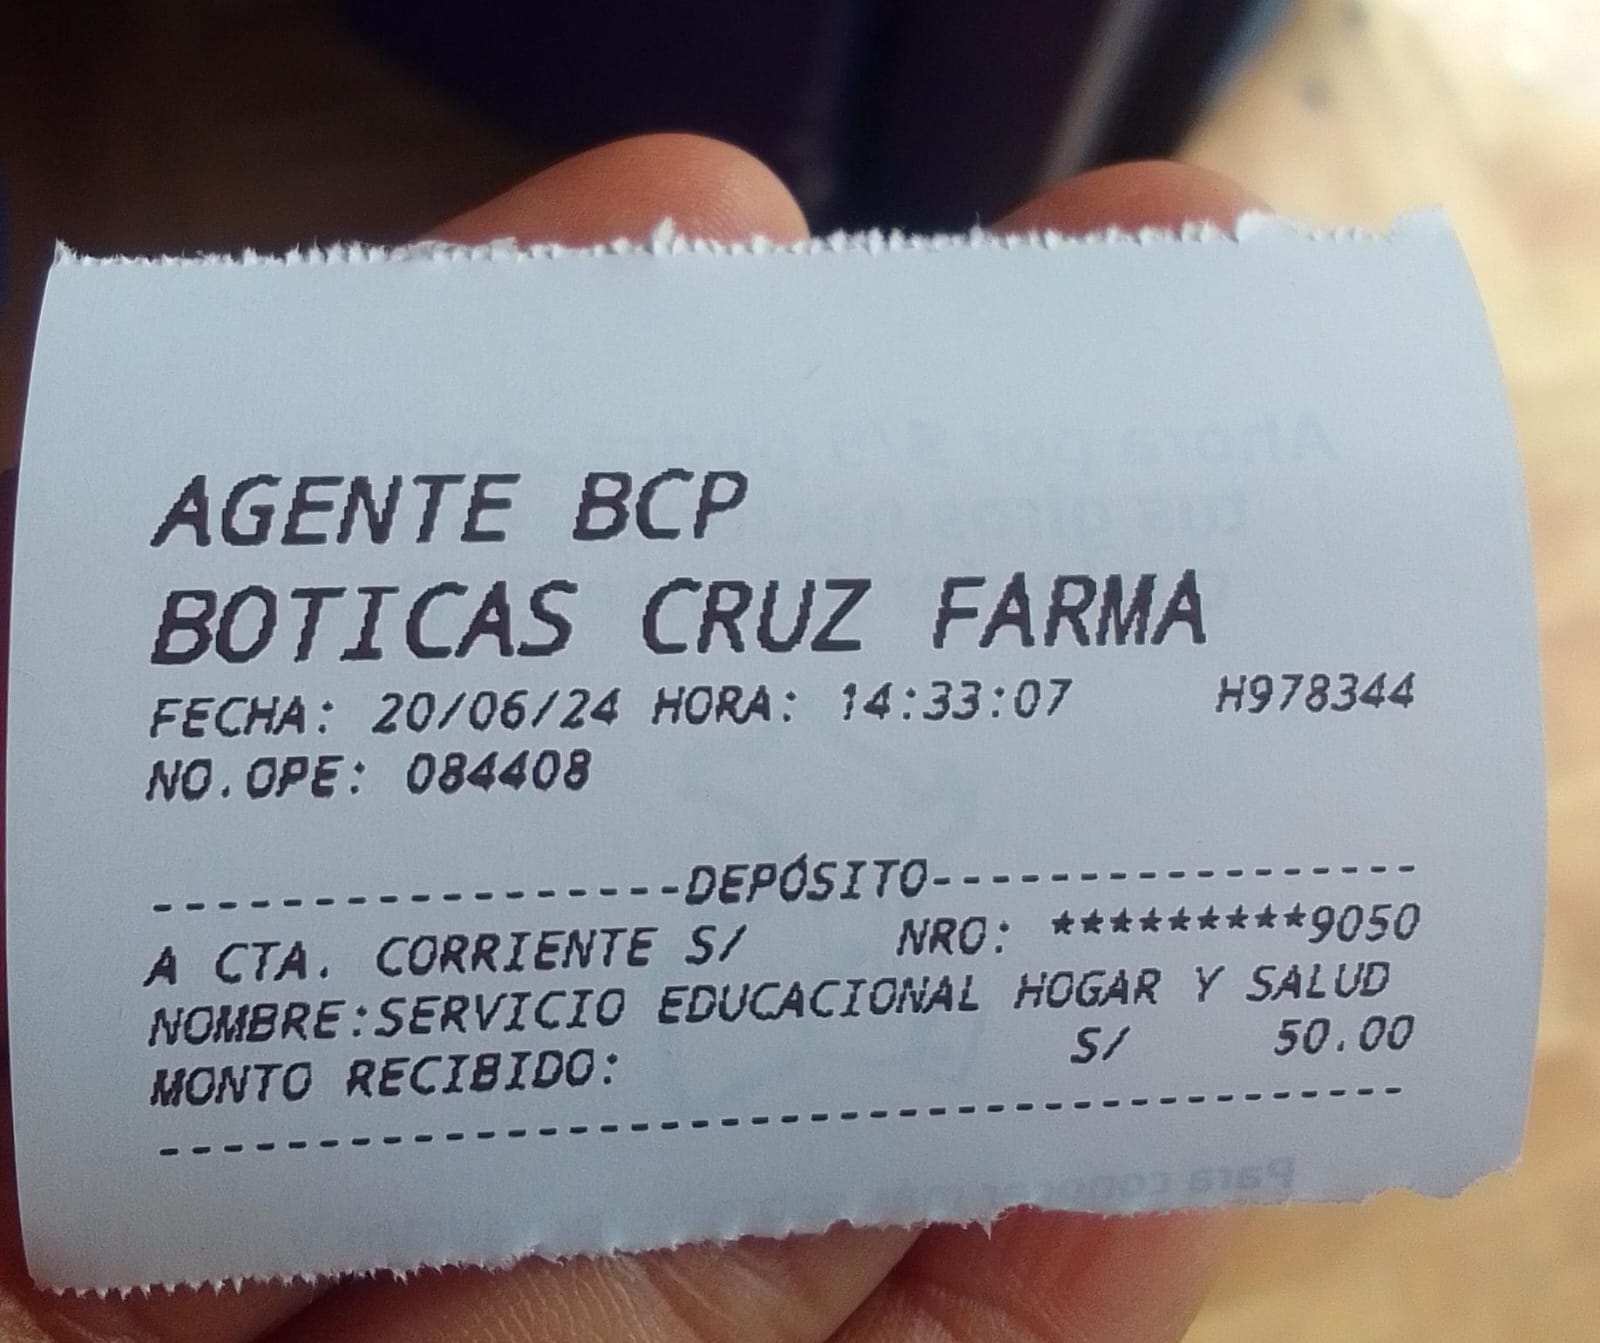 AGENTE BCP
BOTICAS CRUZ FARMA
FECHA: 20/06/24 HORA: 14:33:07 H978344
NO.OPE: 084408
-----------------DEPÓSITO-----------------
A CTA. CORRIENTE S/ NRO: *********9050
NOMBRE:SERVICIO EDUCACIONAL HOGAR Y SALUD
MONTO RECIBIDO: S/ 50.00